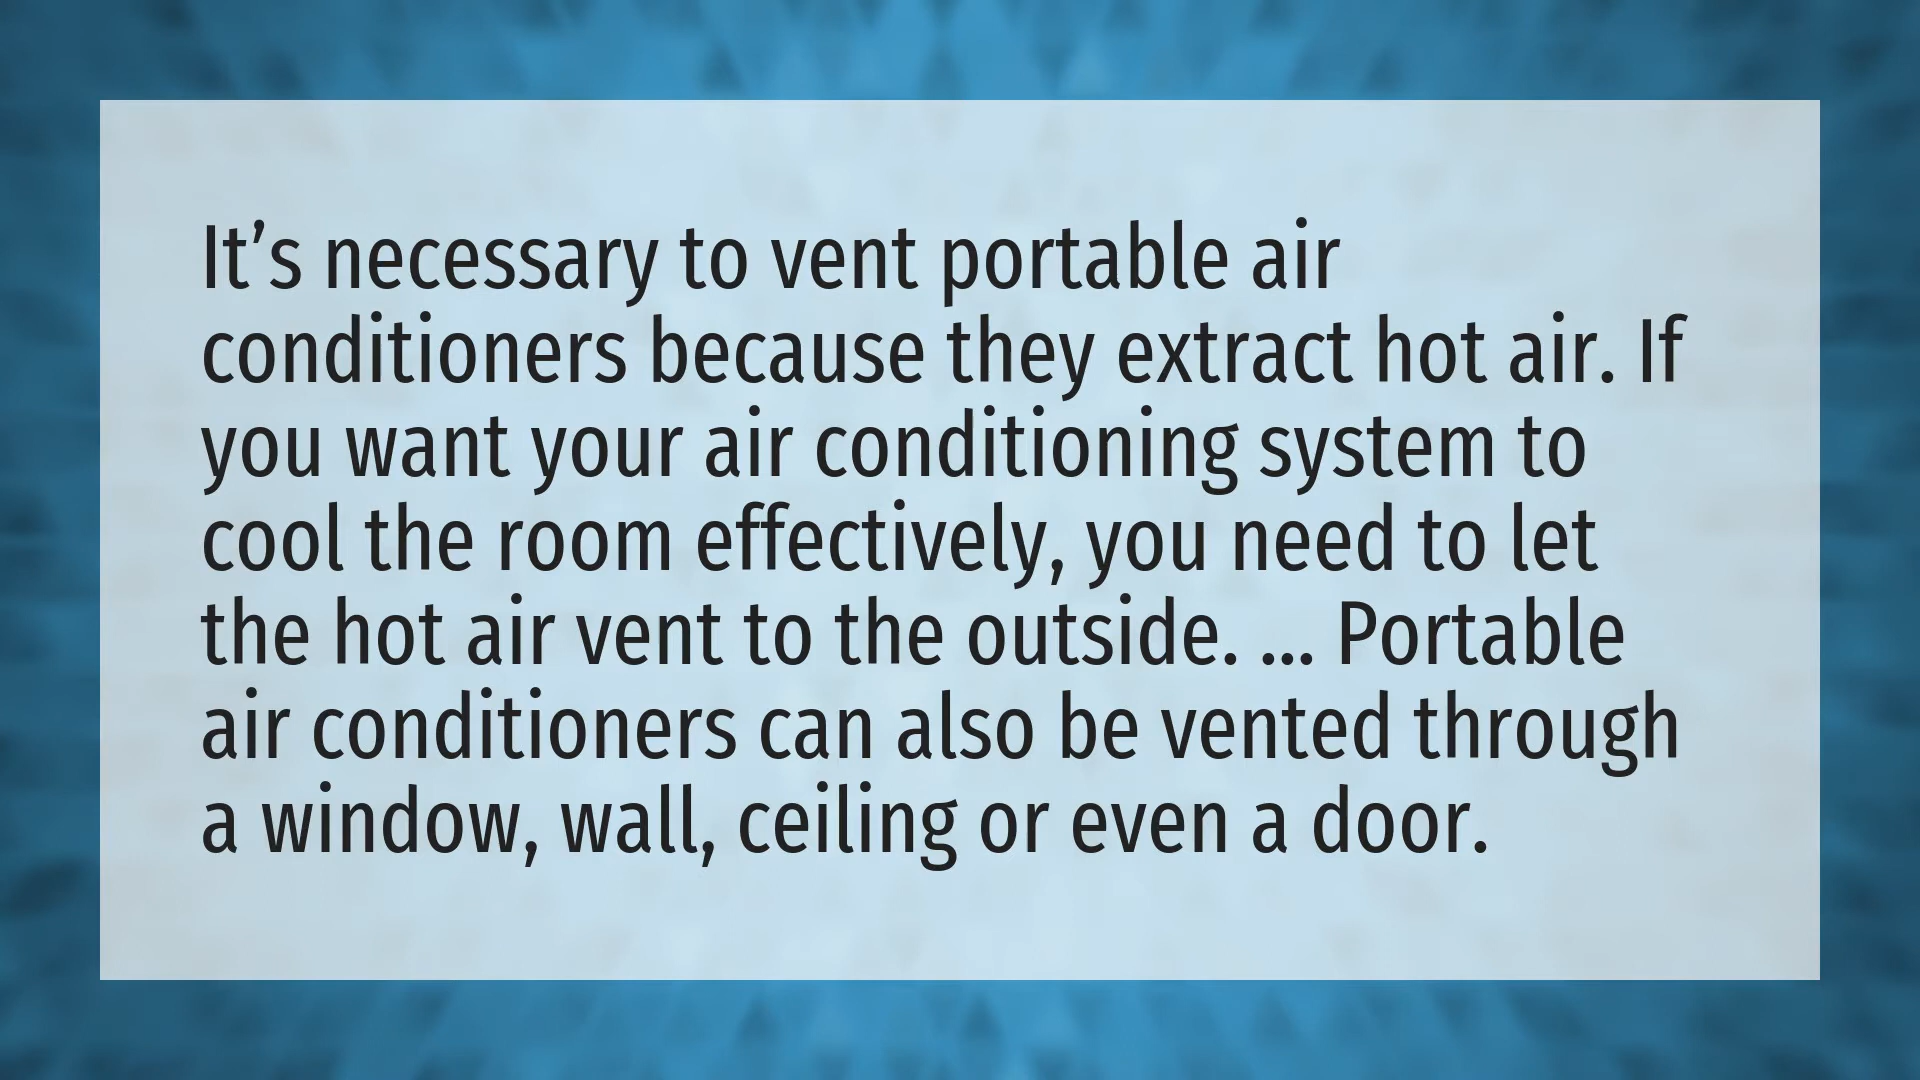 It’s necessary to vent portable air
conditioners because they extract hot air. If
you want your air conditioning system to
cool the room effectively, you need to let
the hot air vent to the outside. ... Portable
air conditioners can also be vented through
a window, wall, ceiling or even a door.